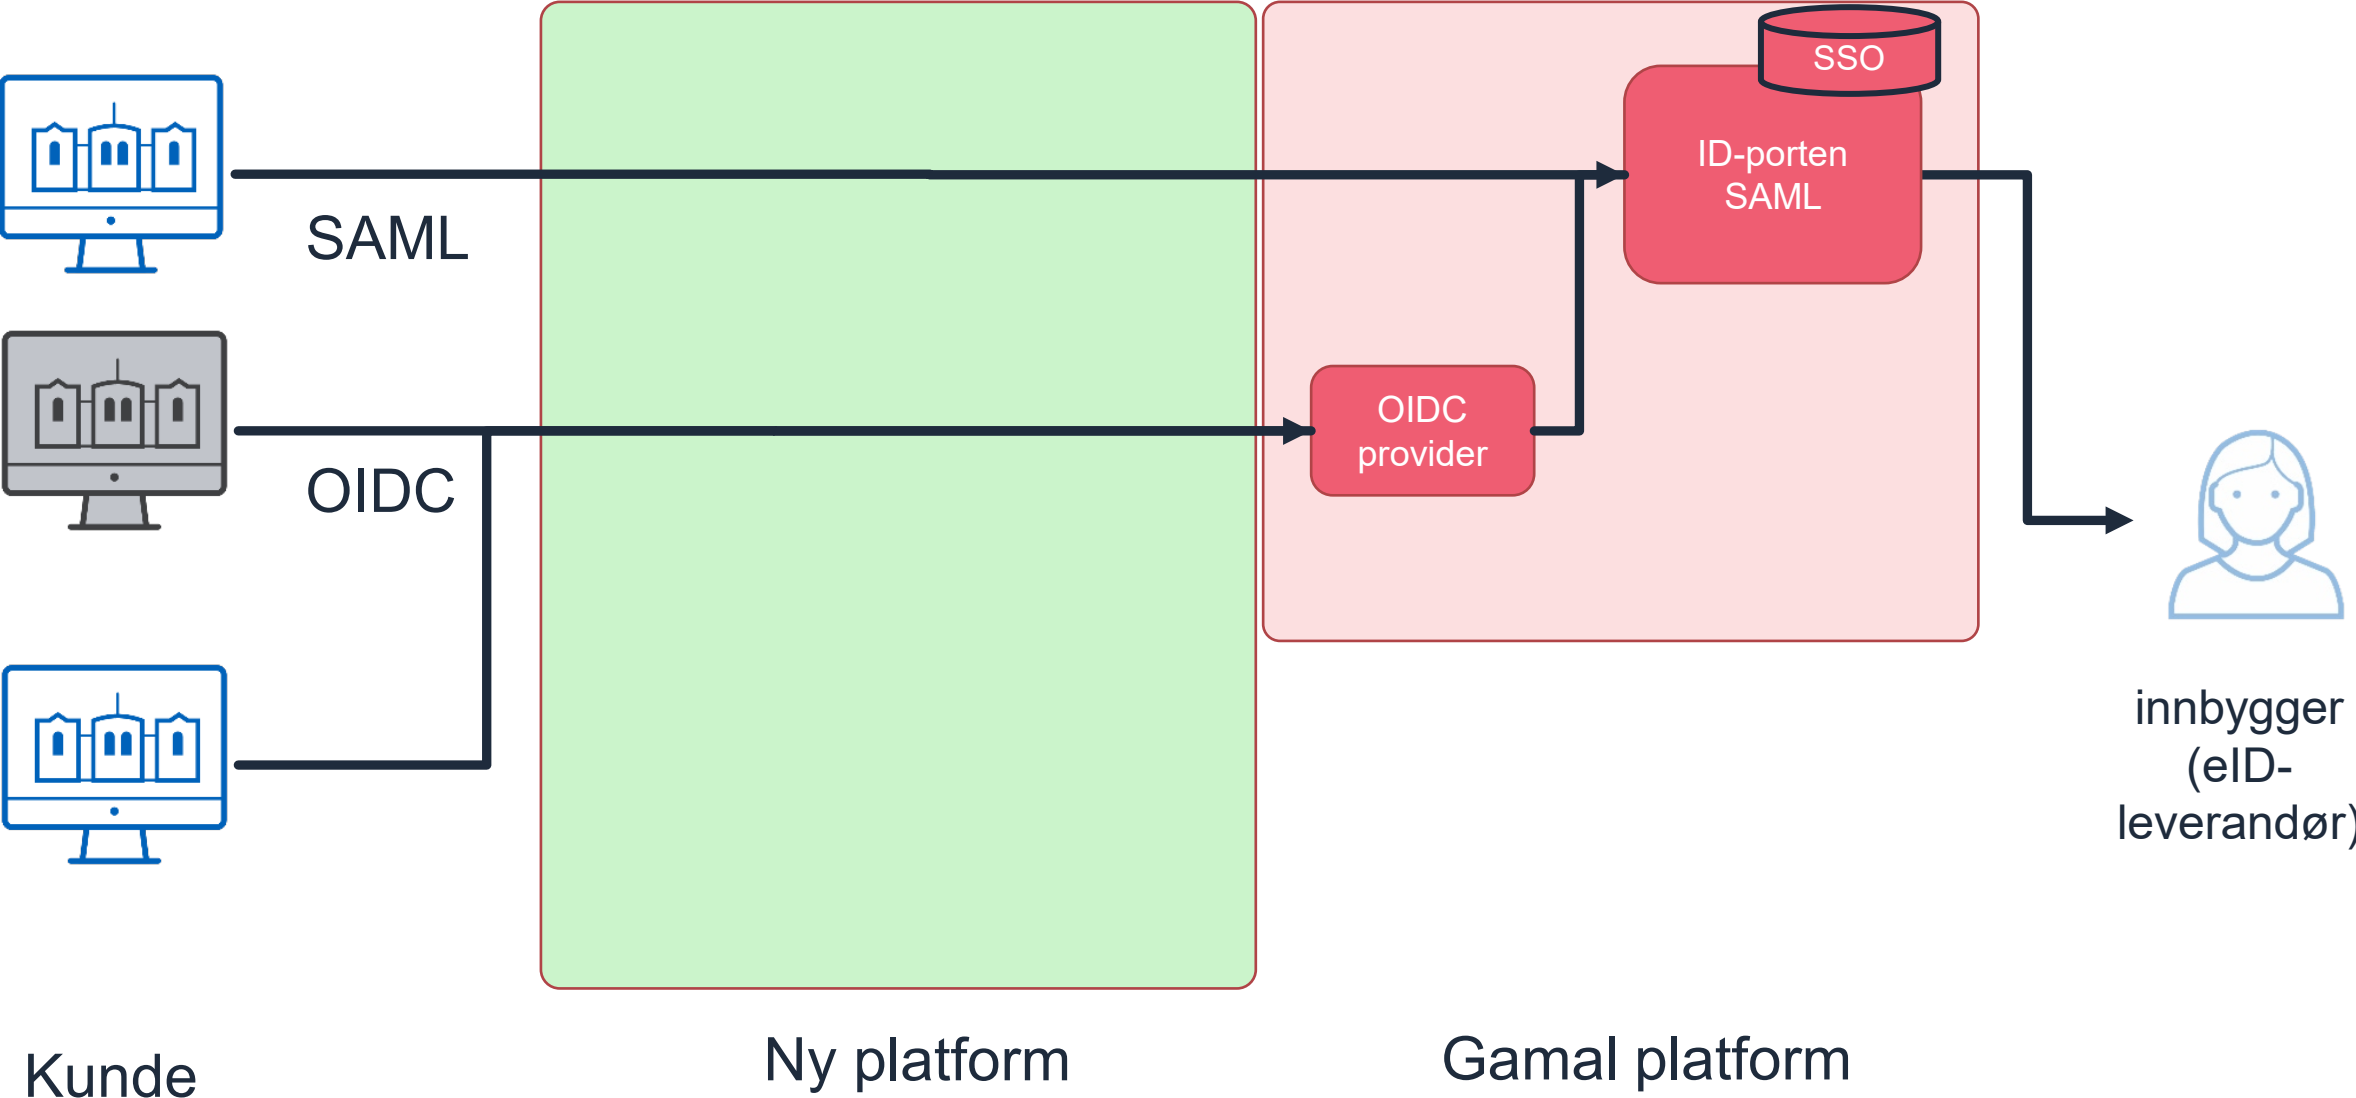 SSO
ID-porten
SAML
SAML
OIDC
provider
OIDC
innbygger
(eID-
leverandør)
Ny platform
Gamal platform
Kunde